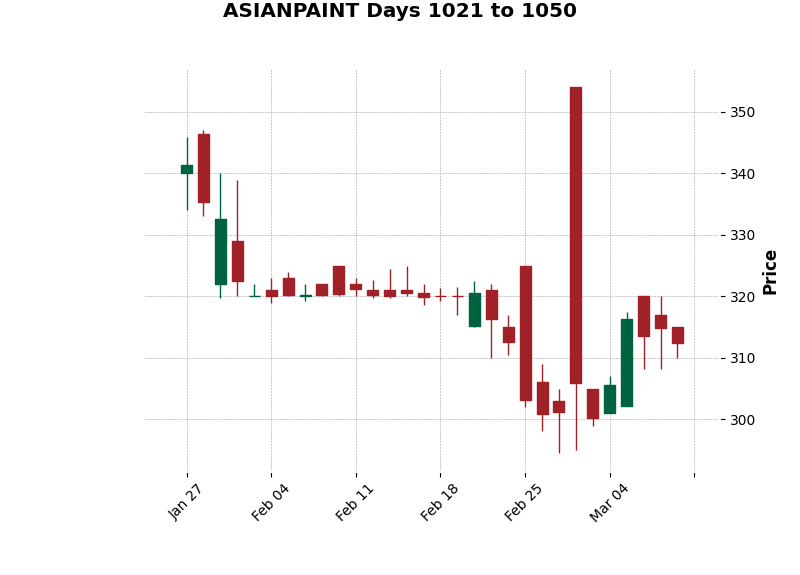 ASIANPAINT Days 1021 to 1050
350
340
330
320
310
300
Price
Jan 27
Feb 04
Feb 11
Feb 18
Feb 25
Mar 04